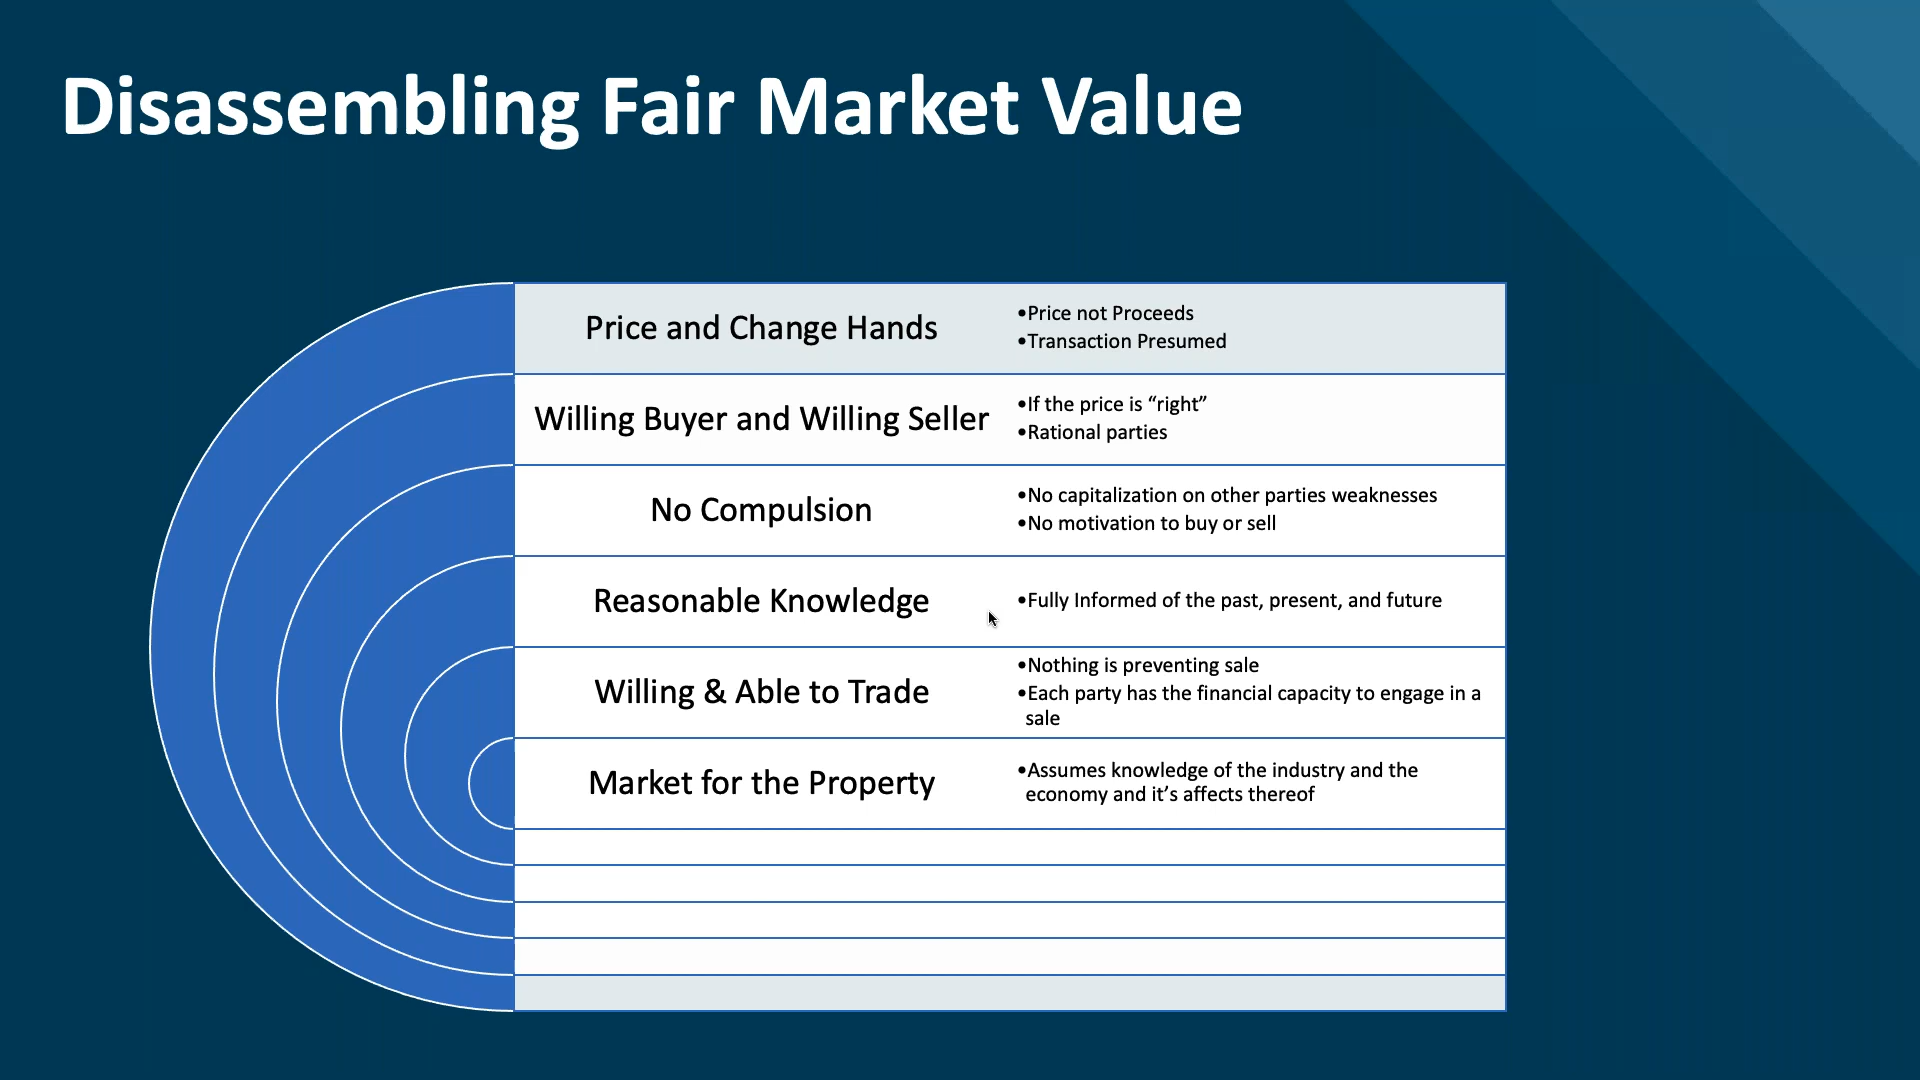 Disassembling Fair Market Value
Price and Change Hands
•Price not Proceeds
•Transaction Presumed
Willing Buyer and Willing Seller
•If the price is “right”
•Rational parties
No Compulsion
•No capitalization on other parties weaknesses
•No motivation to buy or sell
Reasonable Knowledge
•Fully Informed of the past, present, and future
Willing & Able to Trade
•Nothing is preventing sale
•Each party has the financial capacity to engage in a
sale
Market for the Property
•Assumes knowledge of the industry and the
economy and it’s affects thereof